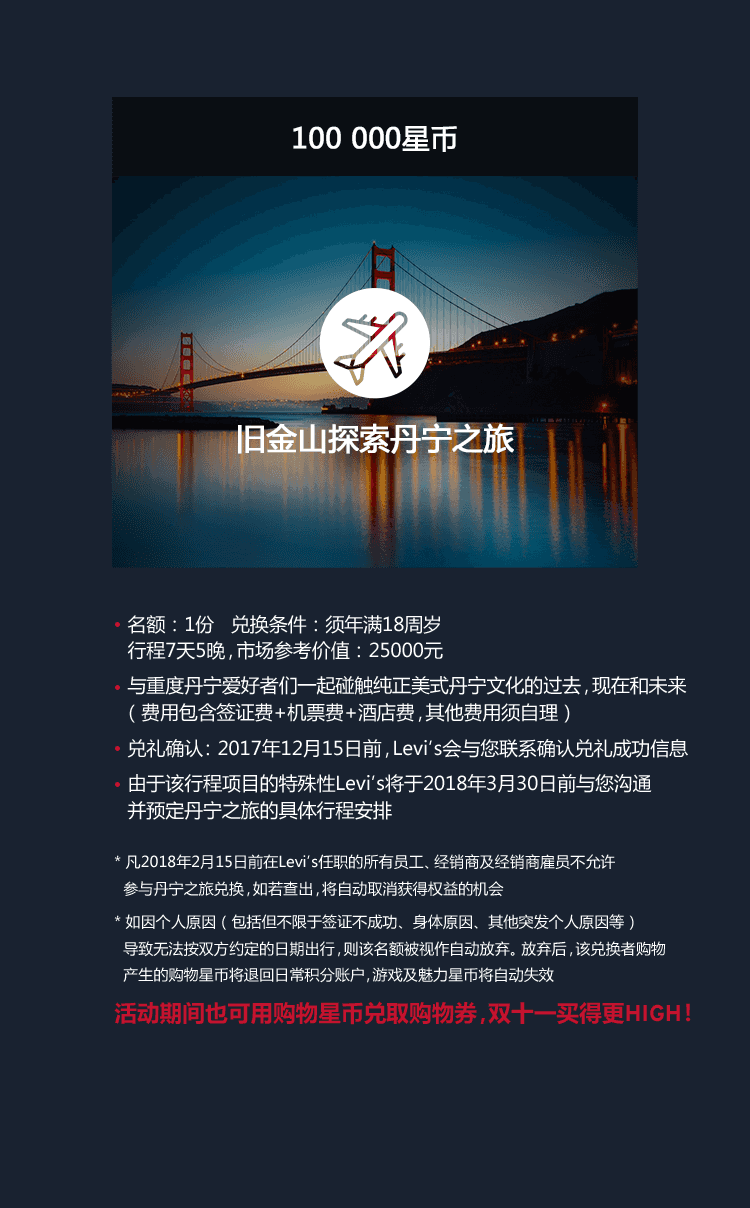 100 000星币
旧金山探索丹宁之旅
• 名额：1份 兑换条件：须年满18周岁
行程7天5晚,市场参考价值：25000元
• 与重度丹宁爱好者们一起碰触纯正美式丹宁文化的过去,现在和未来
（费用包含签证费+机票费+酒店费,其他费用须自理）
• 兑礼确认：2017年12月15日前,Levi's会与您联系确认兑礼成功信息
• 由于该行程项目的特殊性Levi's将于2018年3月30日前与您沟通
并预定丹宁之旅的具体行程安排
* 凡2018年2月15日前在Levi's任职的所有员工、经销商及经销商雇员不允许
参与丹宁之旅兑换,如若查出,将自动取消获得权益的机会
* 如因个人原因（包括但不限于签证不成功、身体原因、其他突发个人原因等）
导致无法按双方约定的日期出行,则该名额被视作自动放弃。放弃后,该兑换者购物
产生的购物星币将退回日常积分账户,游戏及魅力星币将自动失效
活动期间也可用购物星币兑取购物券,双十一买得更HIGH!